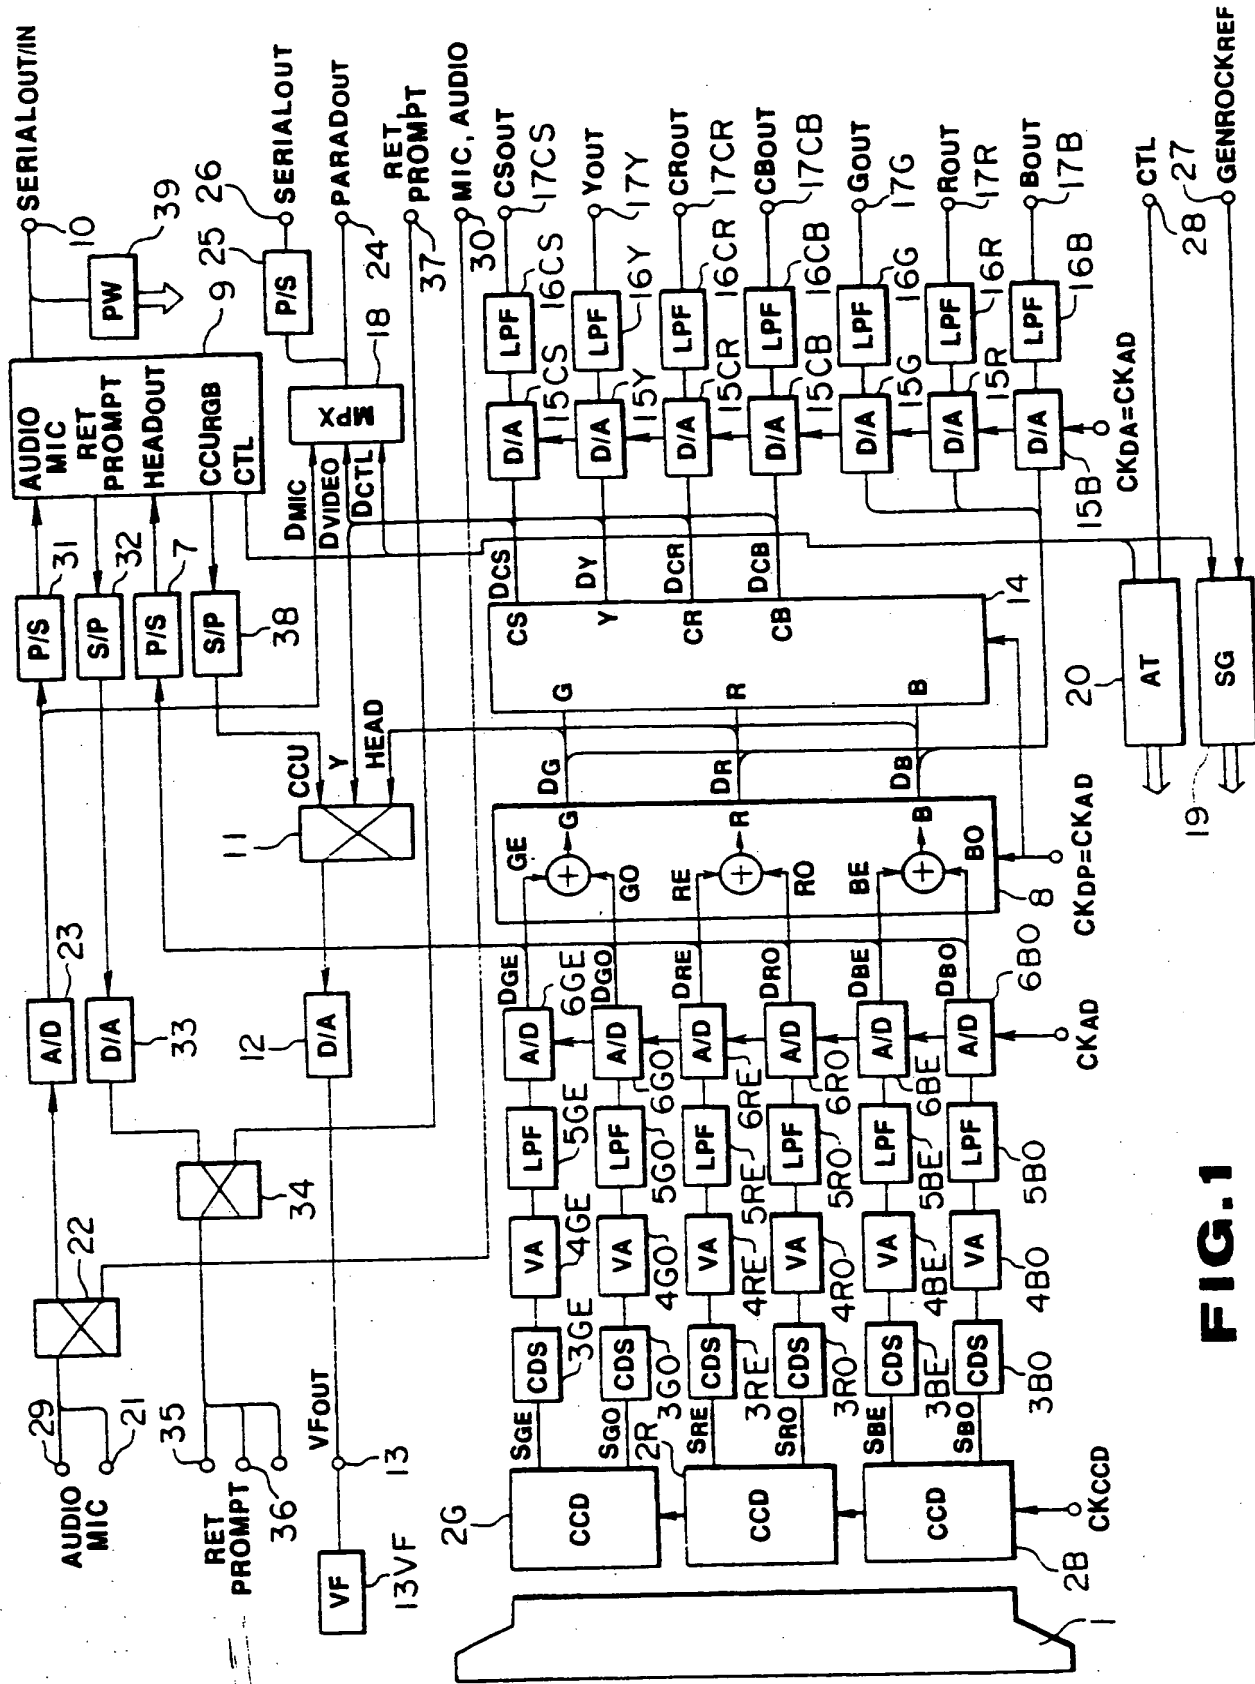 AUDIO
MIC
29
21
22
A/D
23
P/S
31
AUDIO
MIC
RET
PROMPT
HEADOUT
CCURGB
CTL
9
SERIALOUT/IN
10
PW
39
RET
PROMPT
35
36
34
D/A
33
S/P
32
P/S
7
S/P
38
VF
13VF
VFOUT
13
D/A
12
11
CCU
Y
HEAD
DMIC
DVIDEO
DCTL
MPX
18
P/S
25
SERIALOUT
26
PARADOUT
24
RET
PROMPT
37
MIC, AUDIO
30
1
CCD
2G
CCD
2R
CCD
2B
CKCCD
SGE
CDS
3GE
VA
4GE
LPF
5GE
A/D
6GE
DGE
SGO
CDS
3GO
VA
4GO
LPF
5GO
A/D
6GO
DGO
SRE
CDS
3RE
VA
4RE
LPF
5RE
A/D
6RE
DRE
SRO
CDS
3RO
VA
4RO
LPF
5RO
A/D
6RO
DRO
SBE
CDS
3BE
VA
4BE
LPF
5BE
A/D
6BE
DBE
SBO
CDS
3BO
VA
4BO
LPF
5BO
A/D
6BO
DBO
CKAD
GE
GO
+
G
RE
RO
+
R
BE
BO
+
B
8
CKDP=CKAD
DG
DR
DB
G
R
B
CS
Y
CR
CB
14
DCS
DY
DCR
DCB
D/A
15CS
LPF
16CS
CSOUT
17CS
D/A
15Y
LPF
16Y
YOUT
17Y
D/A
15CR
LPF
16CR
CROUT
17CR
D/A
15CB
LPF
16CB
CBOUT
17CB
D/A
15G
LPF
16G
GOUT
17G
D/A
15R
LPF
16R
ROUT
17R
D/A
15B
LPF
16B
BOUT
17B
CKDA=CKAD
AT
20
SG
19
CTL
28
27
GENROCKREF
FIG.1